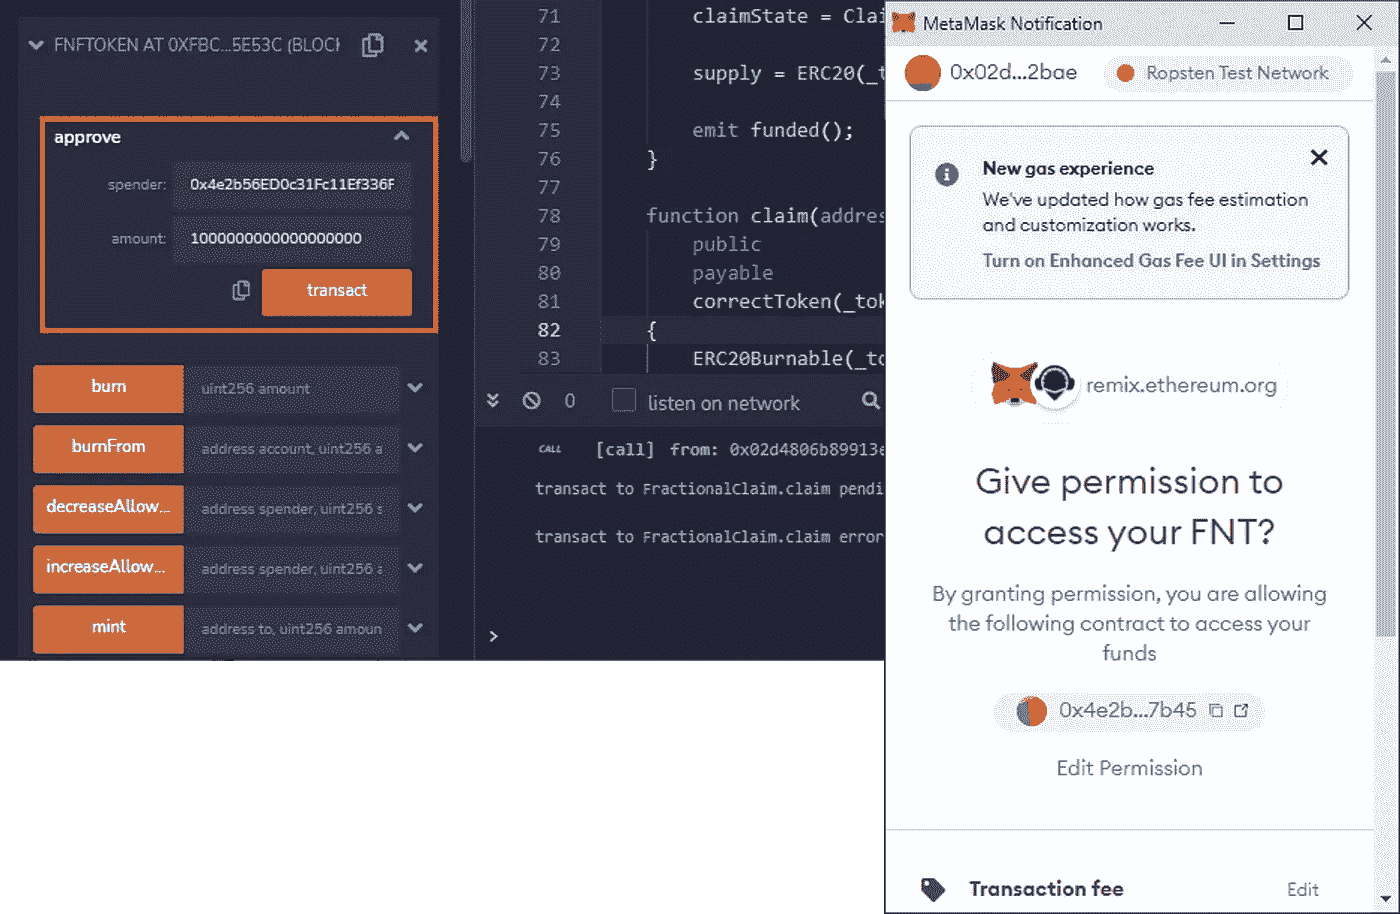 FNFTOKEN AT 0XFBC...5E53C (BLOCK
approve
spender: 0x4e2b56ED0c31Fc11Ef336F
amount: 1000000000000000000
transact
burn uint256 amount
burnFrom address account, uint256 a
decreaseAllow... address spender, uint256 s
increaseAllow... address spender, uint256 a
mint address to, uint256 amoun
71 claimState = Clai
72
73 supply = ERC20(_t
74
75 emit funded();
76 }
77
78 function claim(addres
79 public
80 payable
81 correctToken(_tok
82 {
83 ERC20Burnable(_to
0 listen on network
CALL [call] from: 0x02d4806b89913e
transact to FractionalClaim.claim pendi
transact to FractionalClaim.claim error
>
MetaMask Notification
0x02d...2bae Ropsten Test Network
New gas experience
We've updated how gas fee estimation
and customization works.
Turn on Enhanced Gas Fee UI in Settings
remix.ethereum.org
Give permission to
access your FNT?
By granting permission, you are allowing
the following contract to access your
funds
0x4e2b...7b45
Edit Permission
Transaction fee Edit